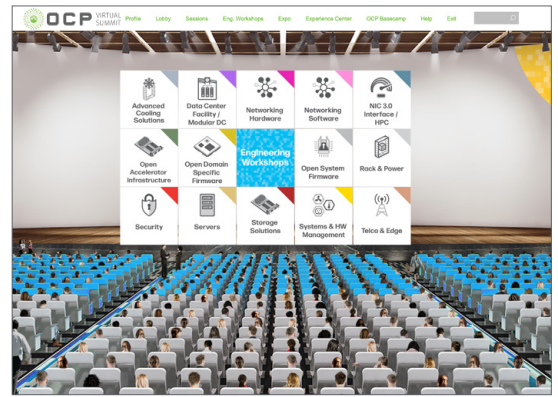 OCP VIRTUAL SUMMIT
Profile Lobby Sessions Eng. Workshops Expo Experience Center OCP Basecamp Help Exit
Advanced Cooling Solutions
Data Center Facility / Modular DC
Networking Hardware
Networking Software
NIC 3.0 Interface / HPC
Open Accelerator Infrastructure
Open Domain Specific Firmware
Engineering Workshops
Open System Firmware
Rack & Power
Security
Servers
Storage Solutions
Systems & HW Management
Telco & Edge